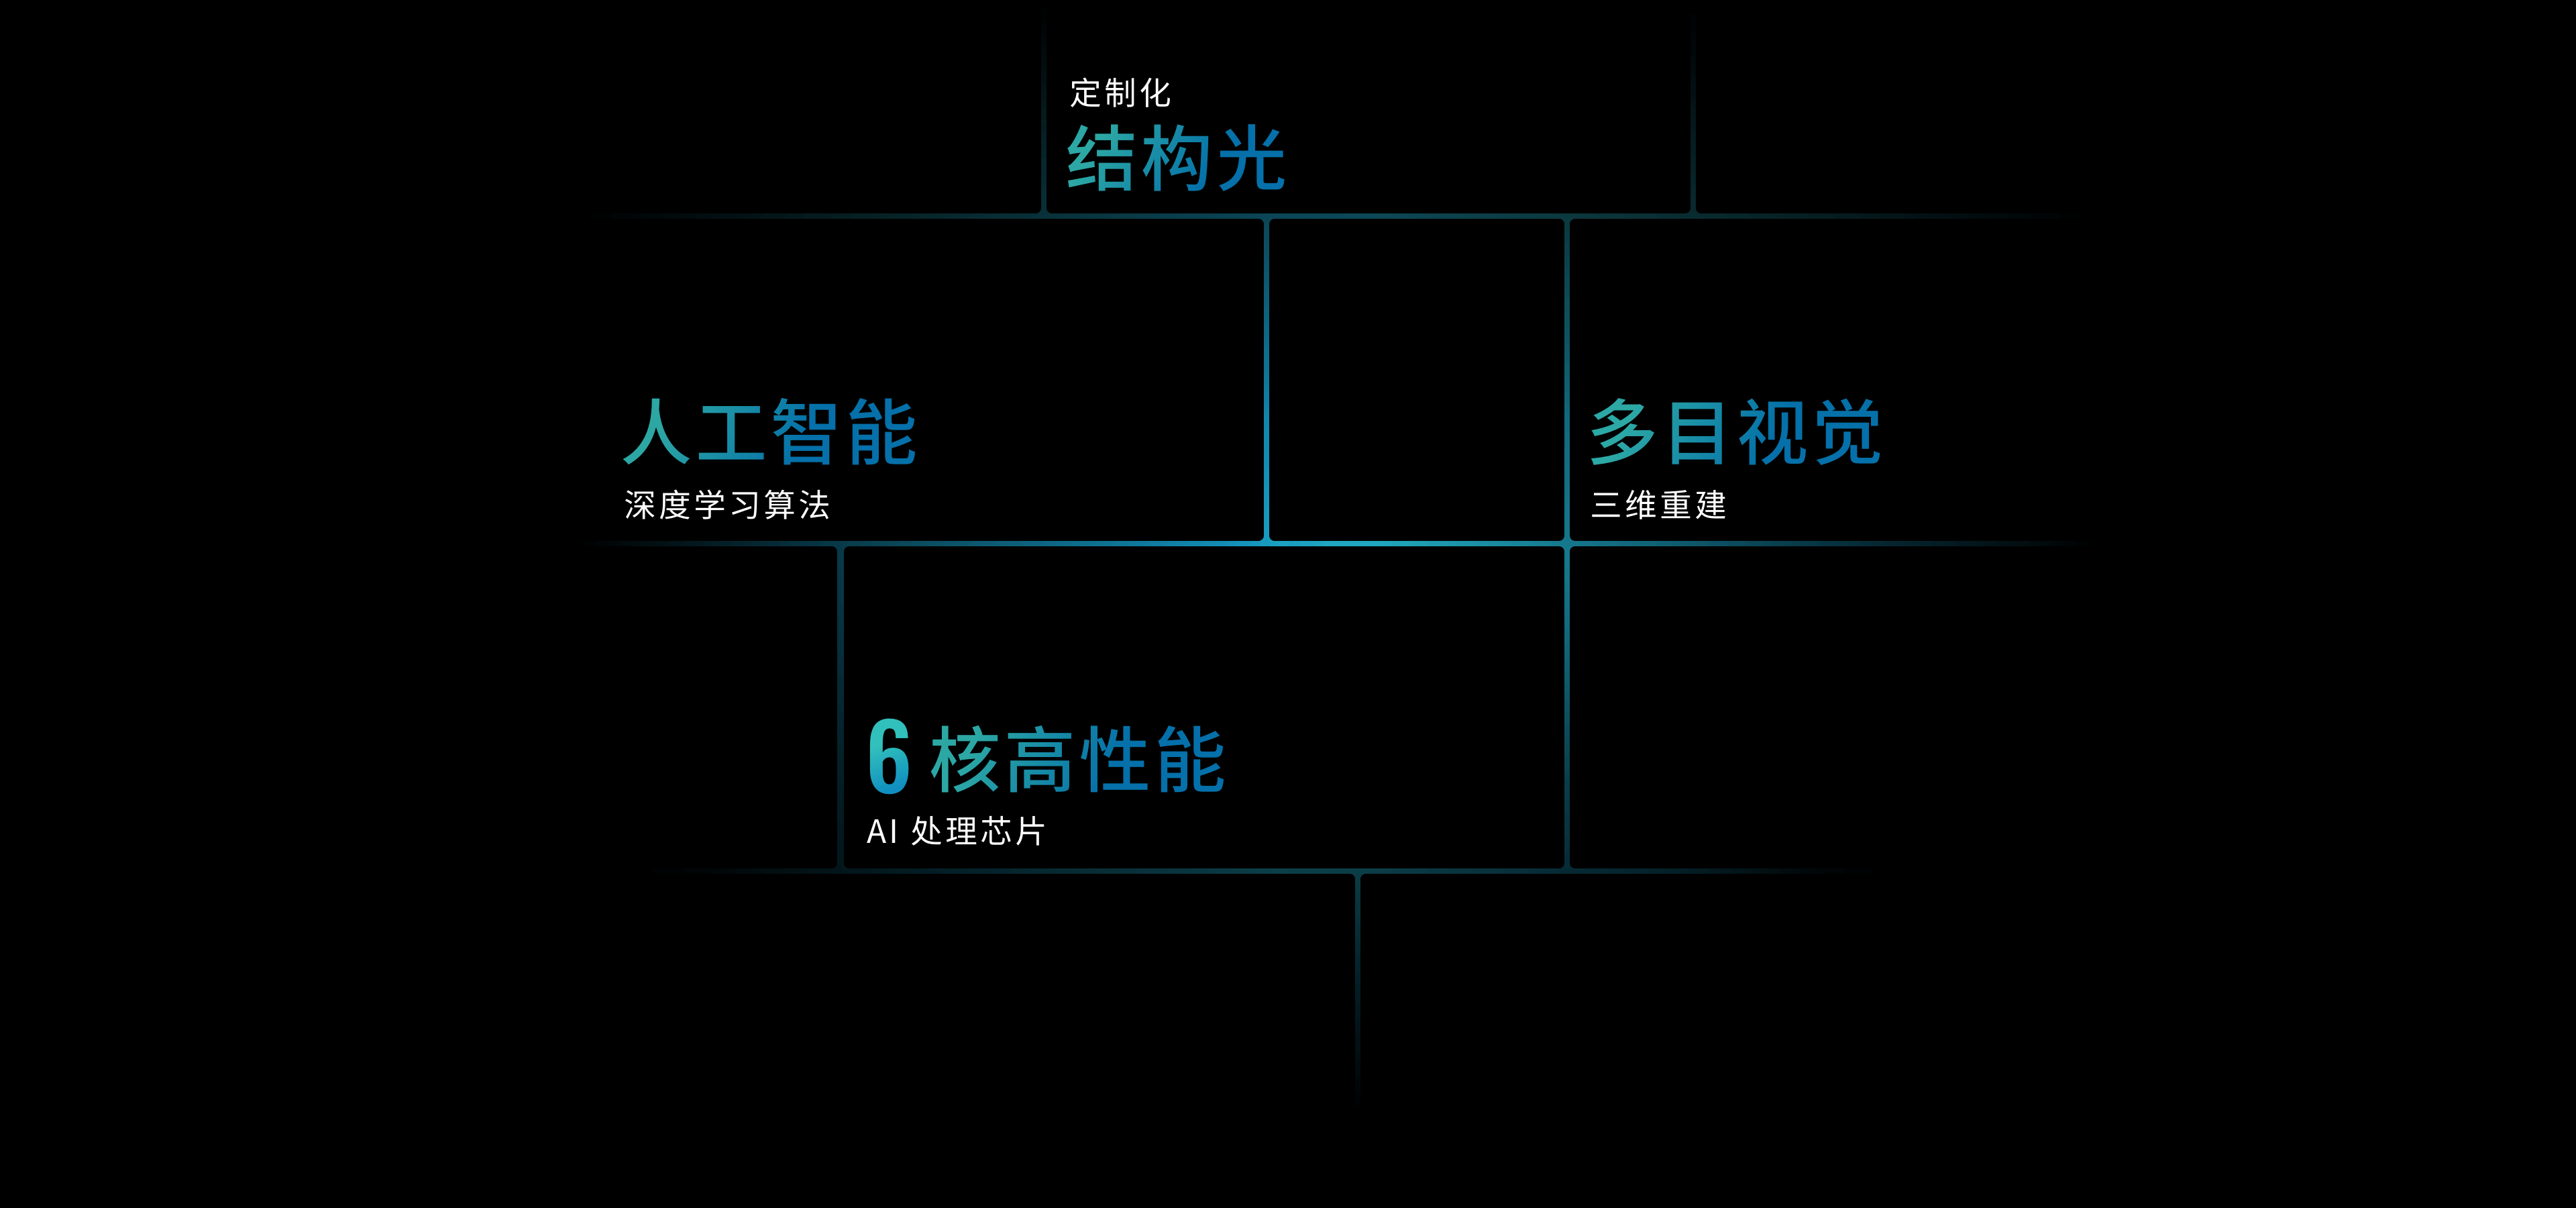 定制化
结构光
人工智能
深度学习算法
多目视觉
三维重建
6 核高性能
AI 处理芯片